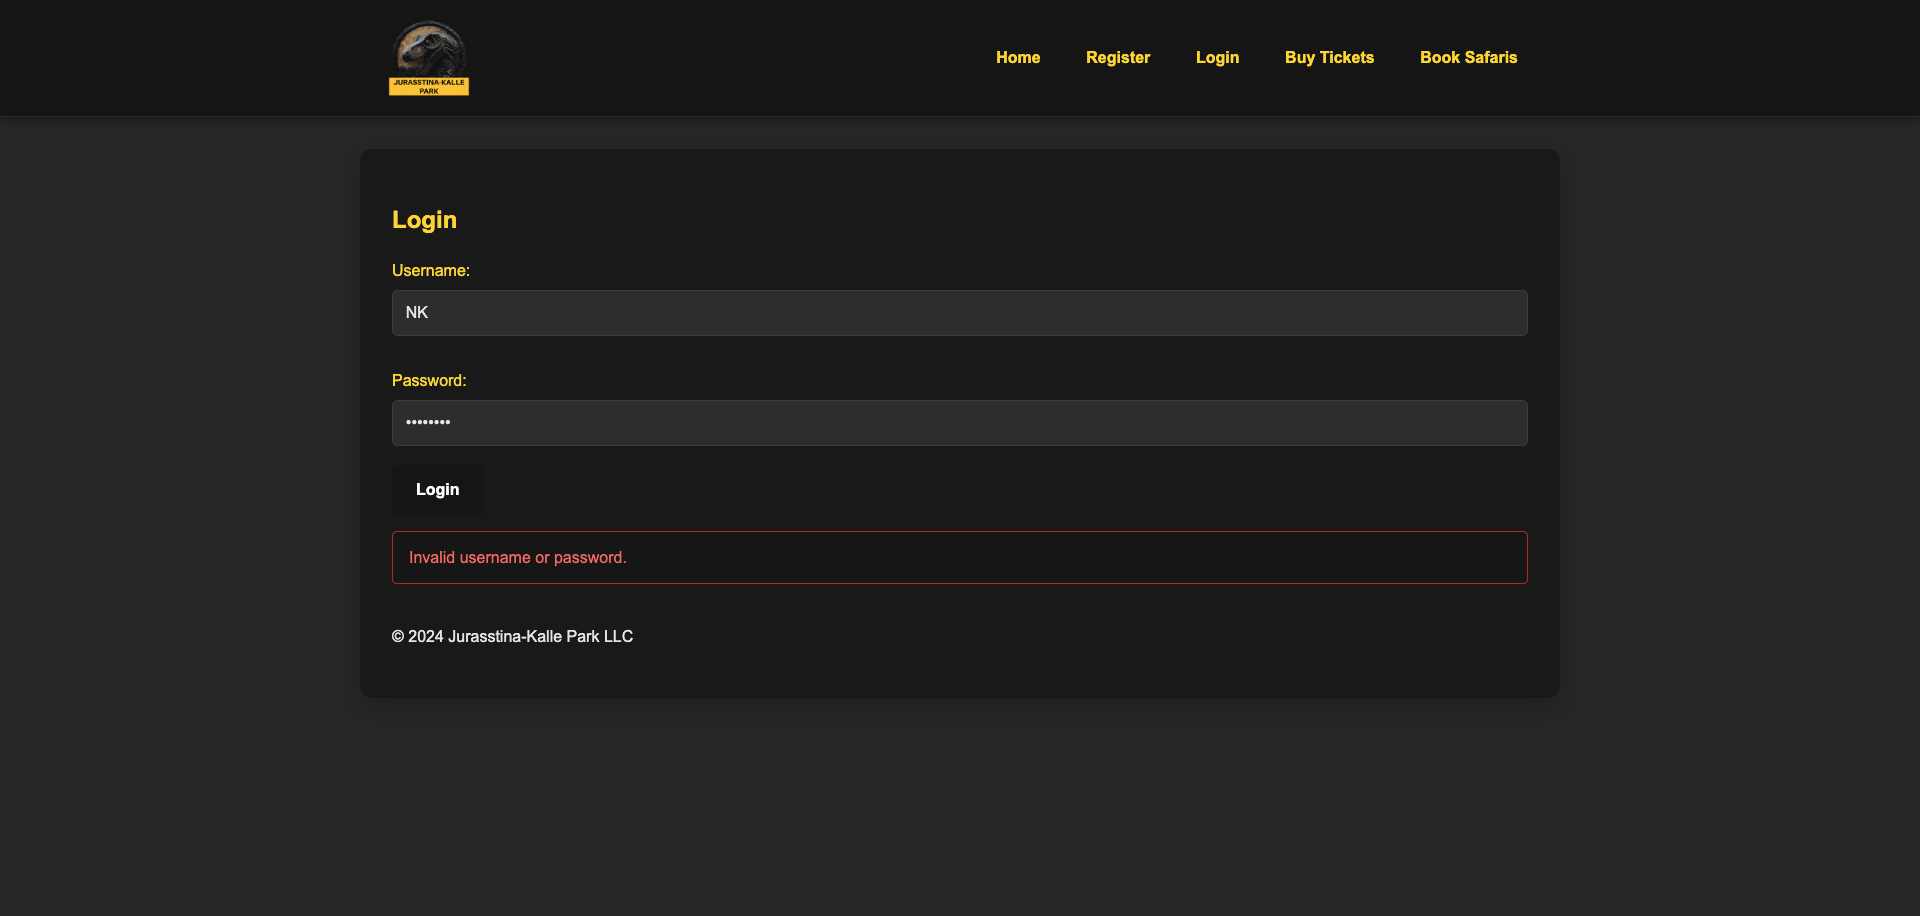 JURASSTINA-KALLE
PARK
Home Register Login Buy Tickets Book Safaris
Login
Username:
NK
Password:
••••••••
Login
Invalid username or password.
© 2024 Jurasstina-Kalle Park LLC